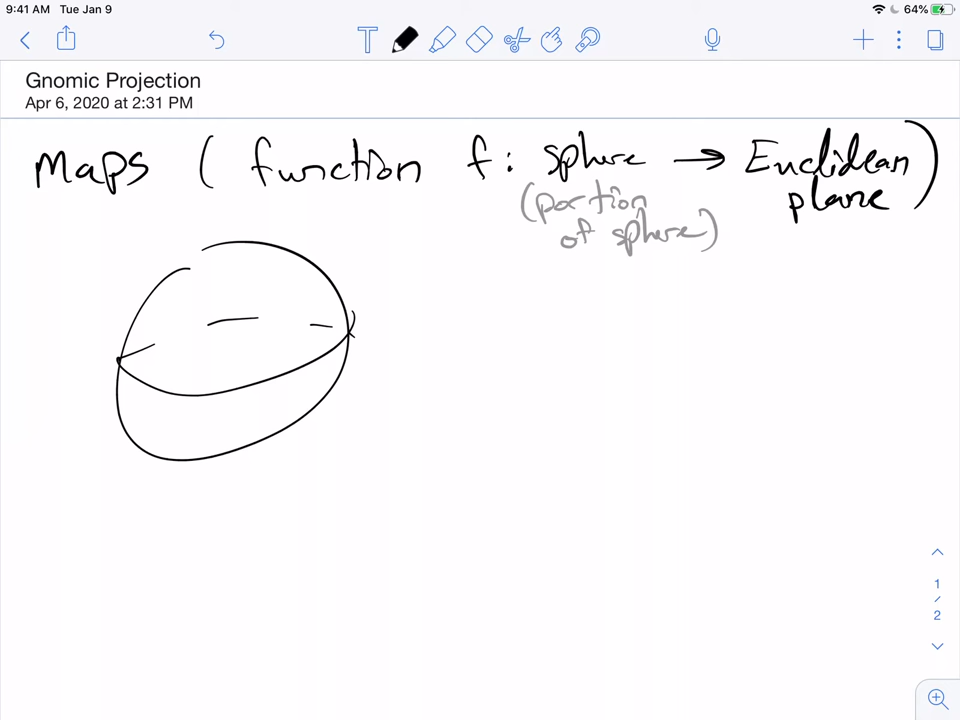 9:41 AM Tue Jan 9
64%
Gnomic Projection
Apr 6, 2020 at 2:31 PM
Maps ( function f : sphere → Euclidean plane )
(portion of sphere)
1
/
2